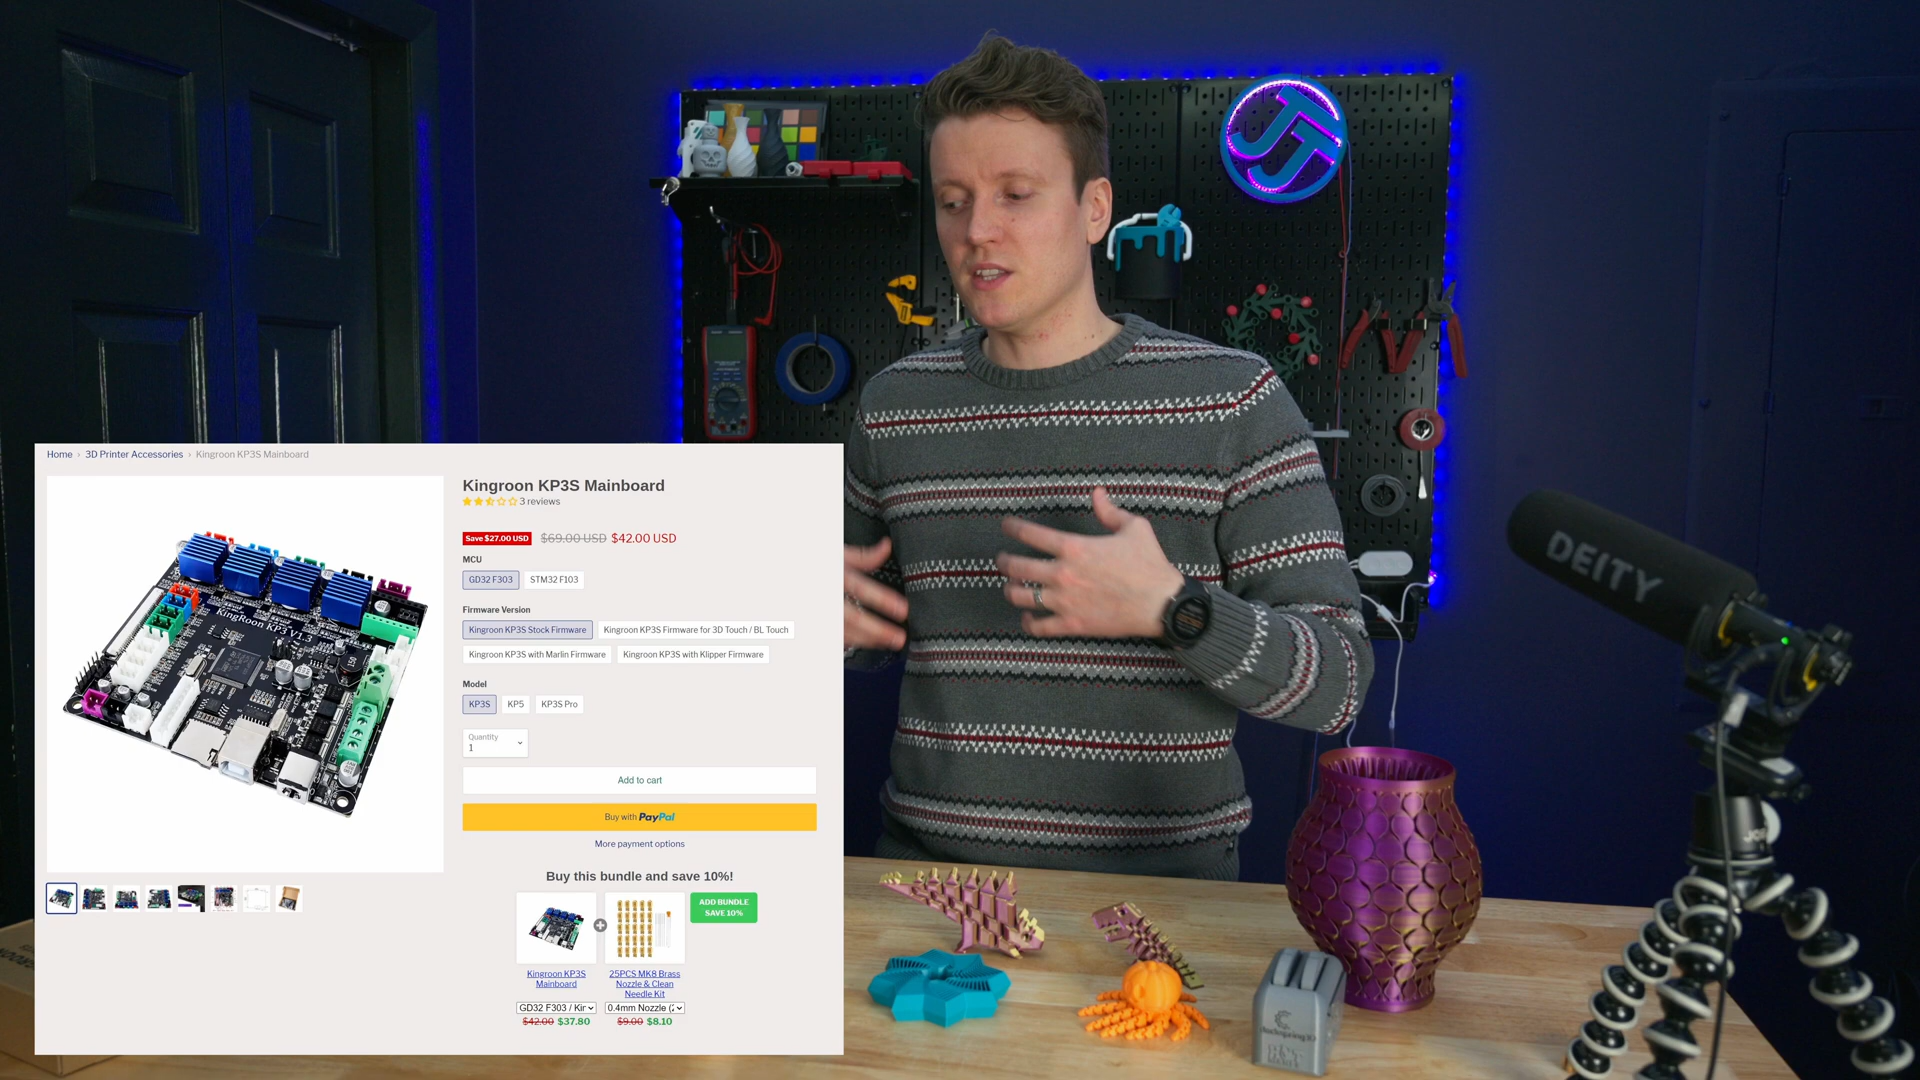 JT
Home › 3D Printer Accessories › Kingroon KP3S Mainboard
Kingroon KP3S Mainboard
3 reviews
Save $27.00 USD $69.00 USD $42.00 USD
MCU
GD32 F303 STM32 F103
Firmware Version
Kingroon KP3S Stock Firmware Kingroon KP3S Firmware for 3D Touch / BL Touch
Kingroon KP3S with Marlin Firmware Kingroon KP3S with Klipper Firmware
Model
KP3S KP5 KP3S Pro
Quantity
1
Add to cart
Buy with PayPal
More payment options
Buy this bundle and save 10%!
ADD BUNDLE
SAVE 10%
Kingroon KP3S
Mainboard
25PCS MK8 Brass
Nozzle & Clean
Needle Kit
GD32 F303 / Kir 0.4mm Nozzle (2
$42.00 $37.80 $9.00 $8.10
KingRoon KP3 V1.3
DEITY